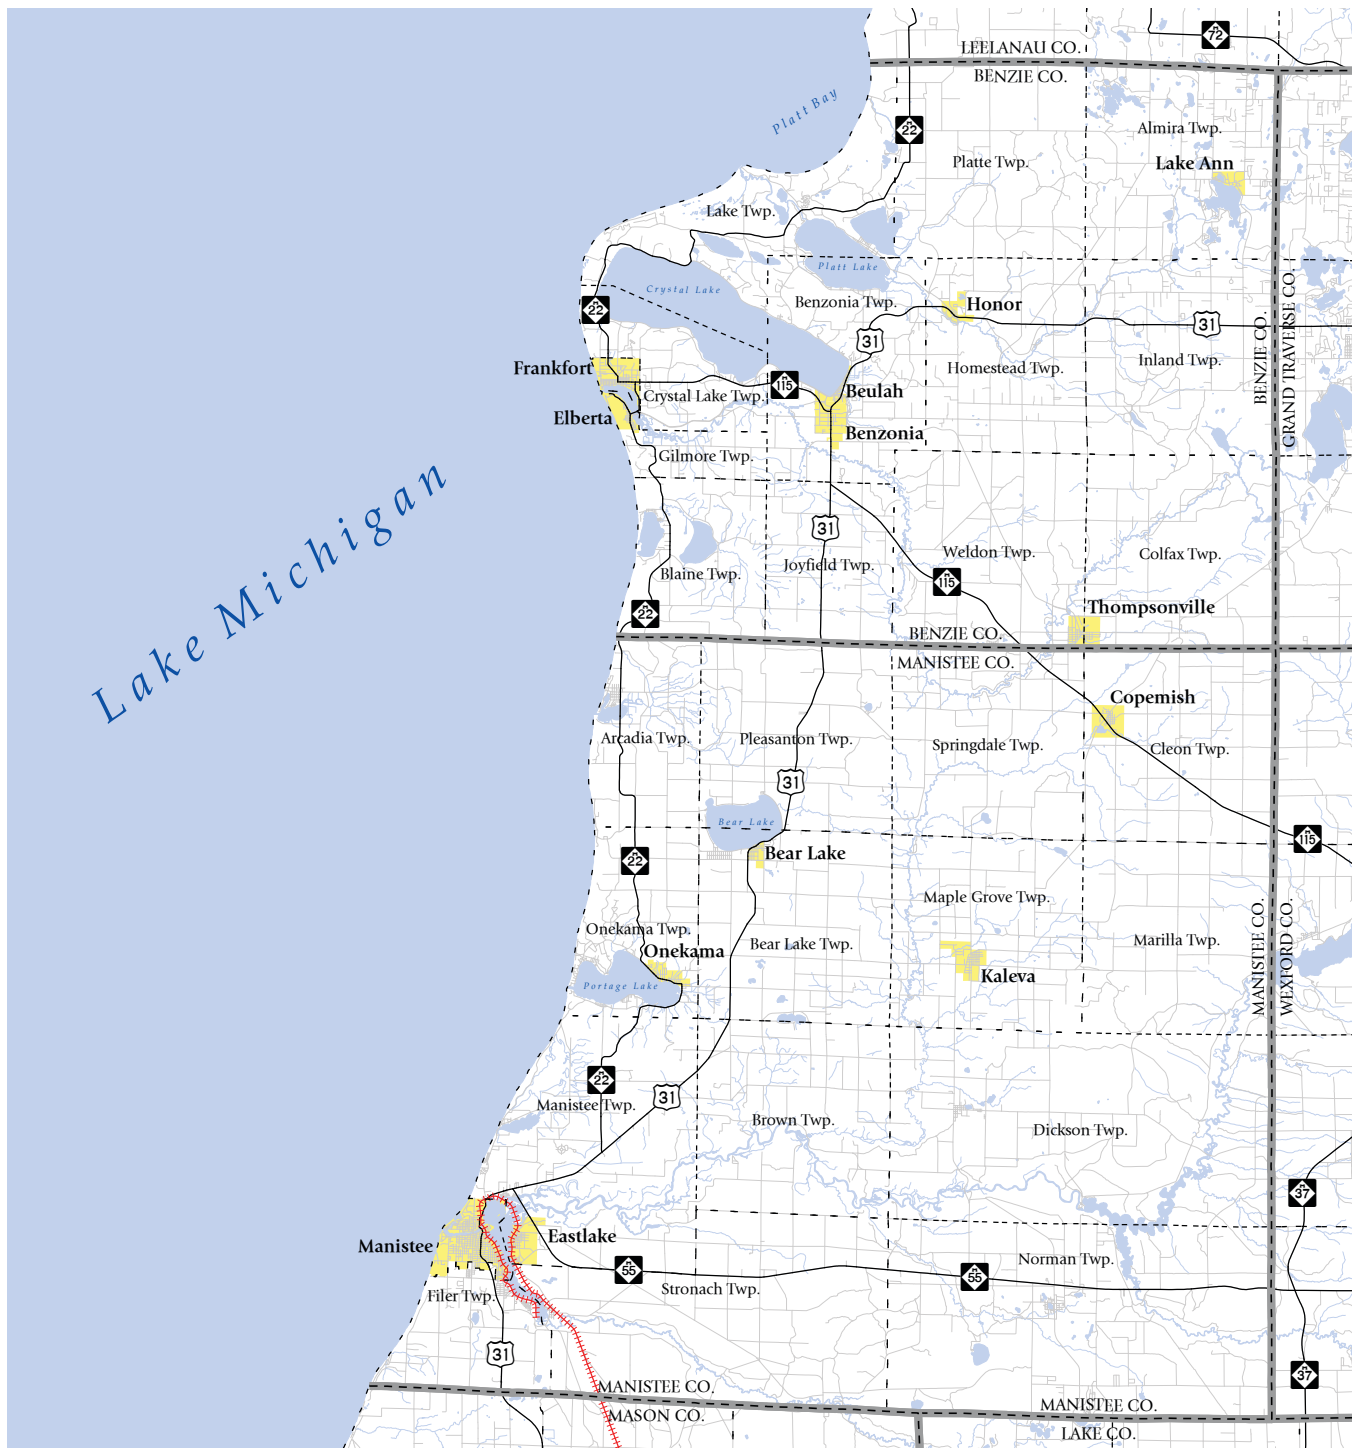 72
LEELANAU CO.
BENZIE CO.
Platt Bay
22
Almira Twp.
Platte Twp.
Lake Ann
Lake Twp.
Platt Lake
Crystal Lake
Benzonia Twp.
Honor
22
31
31
BENZIE CO.
GRAND TRAVERSE CO.
Inland Twp.
Homestead Twp.
Frankfort
115
Beulah
Crystal Lake Twp.
Elberta
Benzonia
Gilmore Twp.
Lake Michigan
31
Weldon Twp.
Colfax Twp.
Joyfield Twp.
Blaine Twp.
115
Thompsonville
22
BENZIE CO.
MANISTEE CO.
Copemish
Arcadia Twp.
Pleasanton Twp.
Springdale Twp.
Cleon Twp.
31
Bear Lake
115
Bear Lake
22
Maple Grove Twp.
MANISTEE CO.
WEXFORD CO.
Onekama Twp.
Bear Lake Twp.
Marilla Twp.
Onekama
Kaleva
Portage Lake
22
31
Manistee Twp.
Brown Twp.
Dickson Twp.
37
Eastlake
Manistee
Norman Twp.
55
55
Stronach Twp.
Filer Twp.
31
37
MANISTEE CO.
MASON CO.
MANISTEE CO.
LAKE CO.